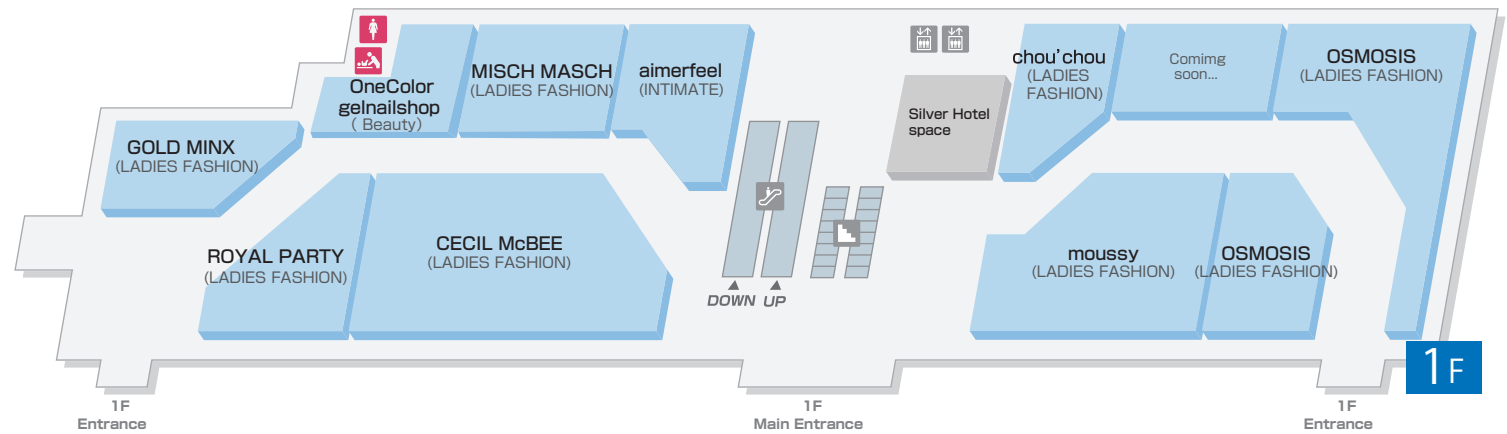 OneColor
gelnailshop
( Beauty)
MISCH MASCH
(LADIES FASHION)
aimerfeel
(INTIMATE)
chou'chou
(LADIES
FASHION)
Comimg
soon...
OSMOSIS
(LADIES FASHION)
Silver Hotel
space
GOLD MINX
(LADIES FASHION)
ROYAL PARTY
(LADIES FASHION)
CECIL McBEE
(LADIES FASHION)
moussy
(LADIES FASHION)
OSMOSIS
(LADIES FASHION)
DOWN UP
1F
1F
Entrance
1F
Main Entrance
1F
Entrance